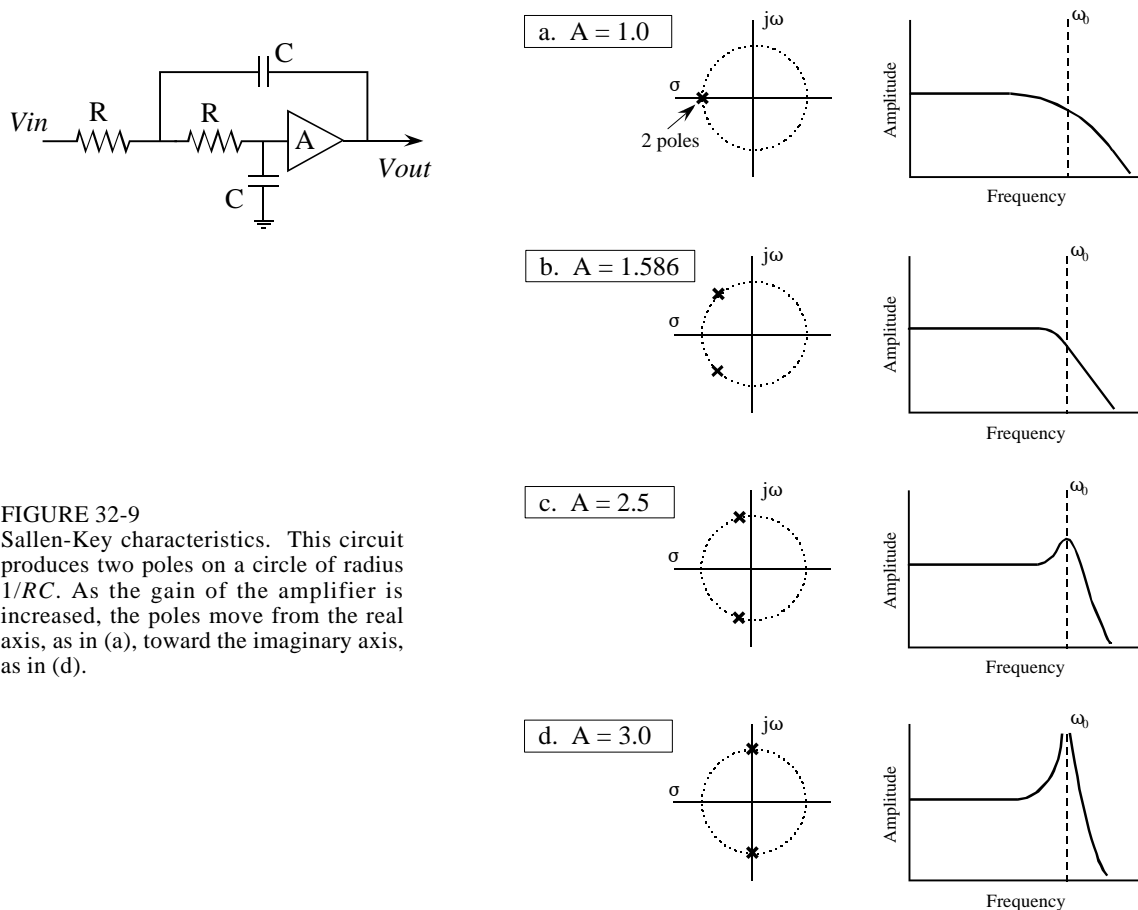 C
R
R
Vin
A
Vout
C
FIGURE 32-9
Sallen-Key characteristics. This circuit
produces two poles on a circle of radius
1/RC. As the gain of the amplifier is
increased, the poles move from the real
axis, as in (a), toward the imaginary axis,
as in (d).
a. A = 1.0
jω
σ
2 poles
ω0
Amplitude
Frequency
b. A = 1.586
jω
σ
ω0
Amplitude
Frequency
c. A = 2.5
jω
σ
ω0
Amplitude
Frequency
d. A = 3.0
jω
σ
ω0
Amplitude
Frequency